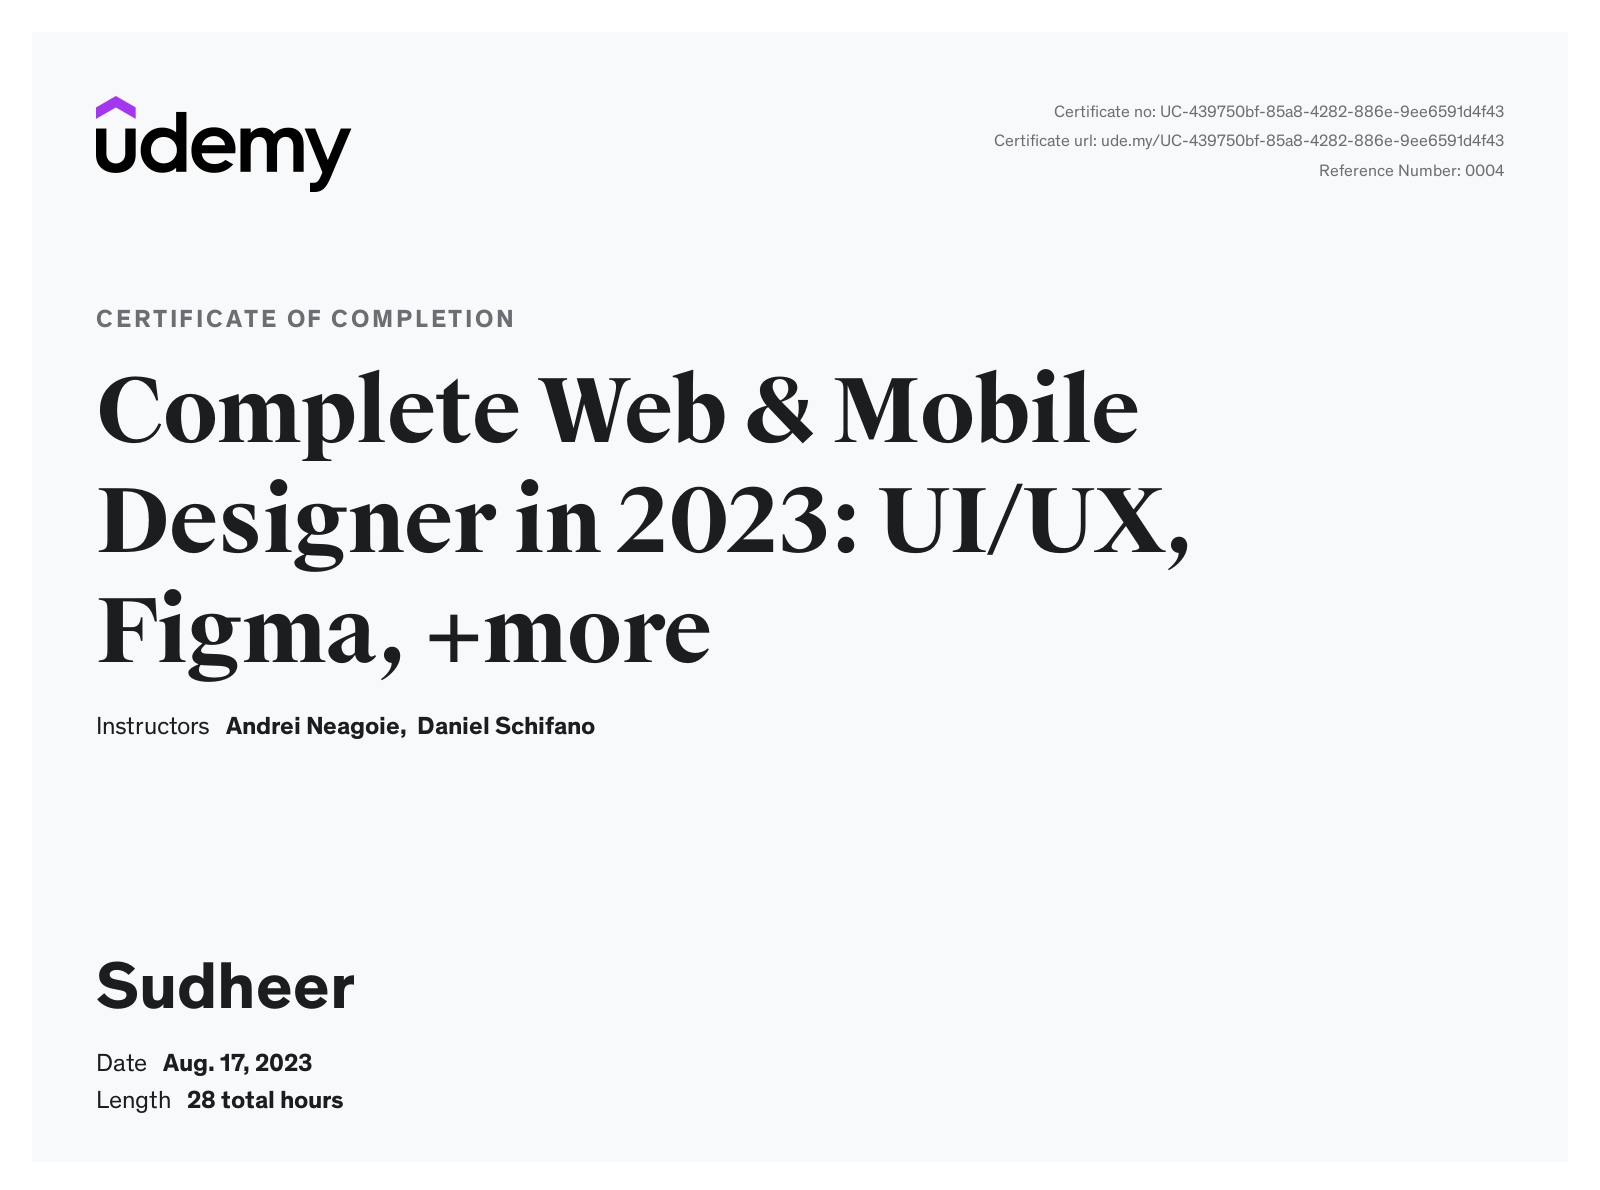 udemy
Certificate no: UC-439750bf-85a8-4282-886e-9ee6591d4f43
Certificate url: ude.my/UC-439750bf-85a8-4282-886e-9ee6591d4f43
Reference Number: 0004
CERTIFICATE OF COMPLETION
Complete Web & Mobile
Designer in 2023: UI/UX,
Figma, +more
Instructors Andrei Neagoie, Daniel Schifano
Sudheer
Date Aug. 17, 2023
Length 28 total hours